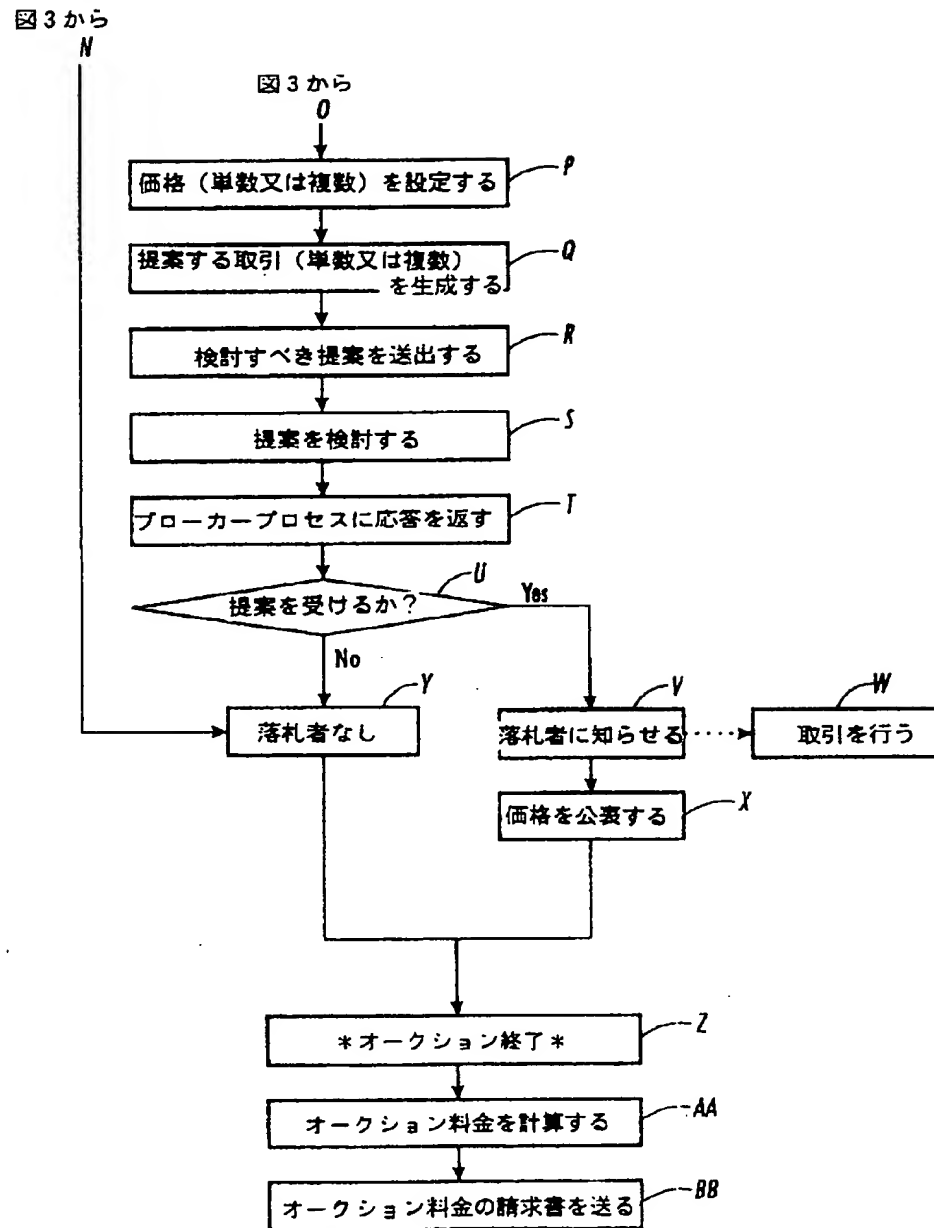 図3から
N
図3から
O
価格（単数又は複数）を設定する
P
提案する取引（単数又は複数）
を生成する
Q
検討すべき提案を送出する
R
提案を検討する
S
ブローカープロセスに応答を返す
T
提案を受けるか？
U
Yes
No
落札者なし
Y
落札者に知らせる
V
取引を行う
W
価格を公表する
X
＊オークション終了＊
Z
オークション料金を計算する
AA
オークション料金の請求書を送る
BB